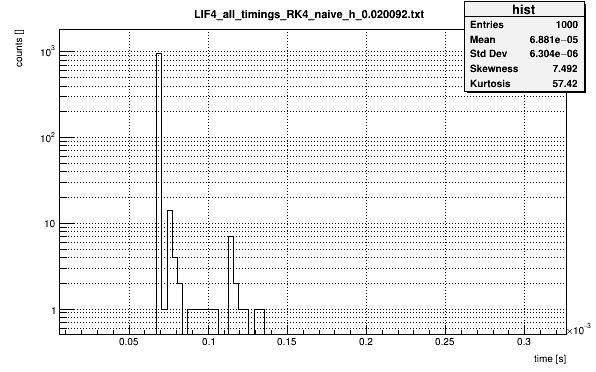 LIF4_all_timings_RK4_naive_h_0.020092.txt
hist
Entries 1000
Mean 6.881e−05
Std Dev 6.304e−06
Skewness 7.492
Kurtosis 57.42
counts []
10³
10²
10
1
0.05 0.1 0.15 0.2 0.25 0.3
×10⁻³
time [s]